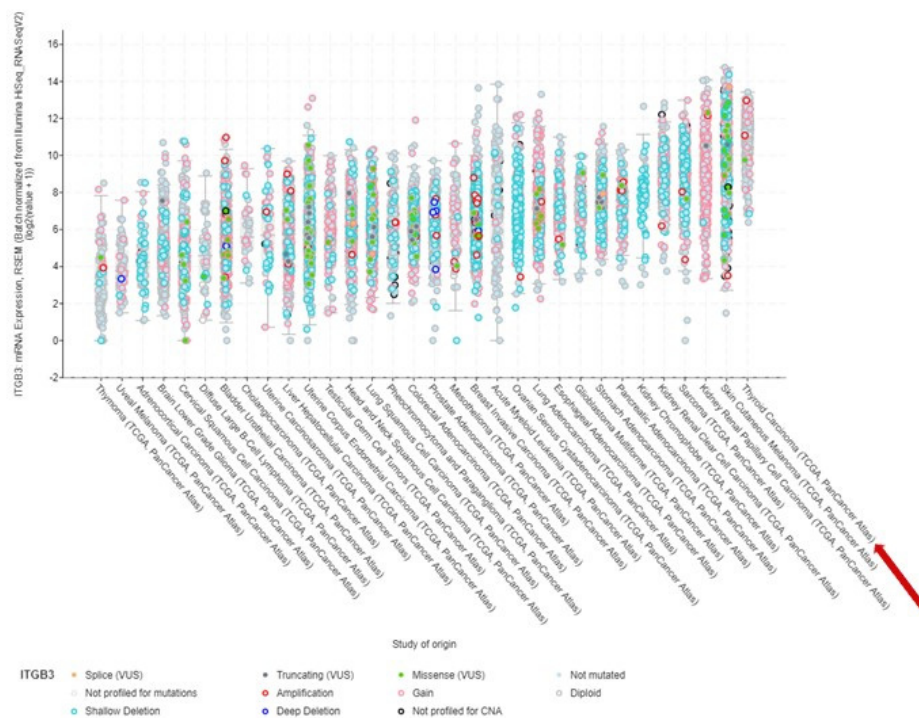 ITGB3: mRNA Expression, RSEM (Batch normalized from Illumina HiSeq_RNASeqV2)
(log2(value + 1))
16
14
12
10
8
6
4
2
0
-2
Thymoma (TCGA, PanCancer Atlas)
Uveal Melanoma (TCGA, PanCancer Atlas)
Adrenocortical Carcinoma (TCGA, PanCancer Atlas)
Brain Lower Grade Glioma (TCGA, PanCancer Atlas)
Cervical Squamous Cell Carcinoma (TCGA, PanCancer Atlas)
Diffuse Large B-Cell Lymphoma (TCGA, PanCancer Atlas)
Bladder Urothelial Carcinoma (TCGA, PanCancer Atlas)
Cholangiocarcinoma (TCGA, PanCancer Atlas)
Uterine Carcinosarcoma (TCGA, PanCancer Atlas)
Liver Hepatocellular Carcinoma (TCGA, PanCancer Atlas)
Uterine Corpus Endometrial Carcinoma (TCGA, PanCancer Atlas)
Testicular Germ Cell Tumors (TCGA, PanCancer Atlas)
Head and Neck Squamous Cell Carcinoma (TCGA, PanCancer Atlas)
Lung Squamous Cell Carcinoma (TCGA, PanCancer Atlas)
Pheochromocytoma and Paraganglioma (TCGA, PanCancer Atlas)
Colorectal Adenocarcinoma (TCGA, PanCancer Atlas)
Prostate Adenocarcinoma (TCGA, PanCancer Atlas)
Mesothelioma (TCGA, PanCancer Atlas)
Breast Invasive Carcinoma (TCGA, PanCancer Atlas)
Acute Myeloid Leukemia (TCGA, PanCancer Atlas)
Ovarian Serous Cystadenocarcinoma (TCGA, PanCancer Atlas)
Lung Adenocarcinoma (TCGA, PanCancer Atlas)
Esophageal Adenocarcinoma (TCGA, PanCancer Atlas)
Glioblastoma Multiforme (TCGA, PanCancer Atlas)
Stomach Adenocarcinoma (TCGA, PanCancer Atlas)
Pancreatic Adenocarcinoma (TCGA, PanCancer Atlas)
Kidney Chromophobe (TCGA, PanCancer Atlas)
Kidney Renal Clear Cell Carcinoma (TCGA, PanCancer Atlas)
Sarcoma (TCGA, PanCancer Atlas)
Kidney Renal Papillary Cell Carcinoma (TCGA, PanCancer Atlas)
Skin Cutaneous Melanoma (TCGA, PanCancer Atlas)
Thyroid Carcinoma (TCGA, PanCancer Atlas)
Study of origin
ITGB3 Splice (VUS) Truncating (VUS) Missense (VUS) Not mutated
Not profiled for mutations Amplification Gain Diploid
Shallow Deletion Deep Deletion Not profiled for CNA